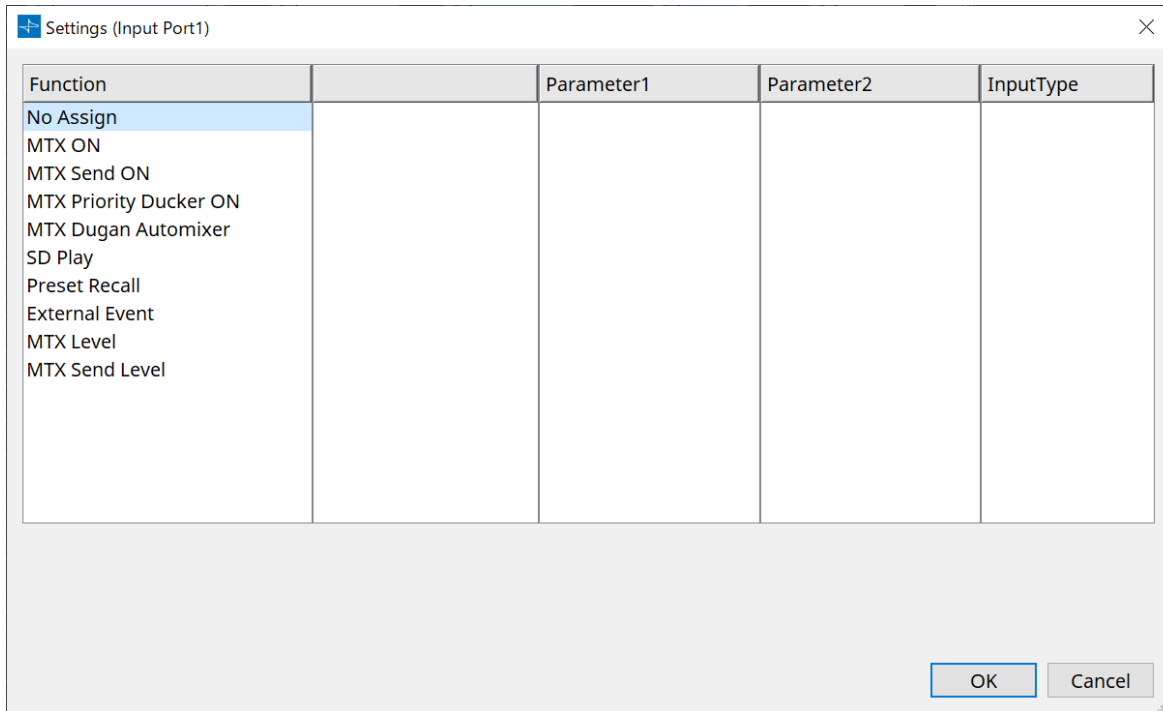 Settings (Input Port1)
Function Parameter1 Parameter2 InputType
No Assign
MTX ON
MTX Send ON
MTX Priority Ducker ON
MTX Dugan Automixer
SD Play
Preset Recall
External Event
MTX Level
MTX Send Level
OK Cancel